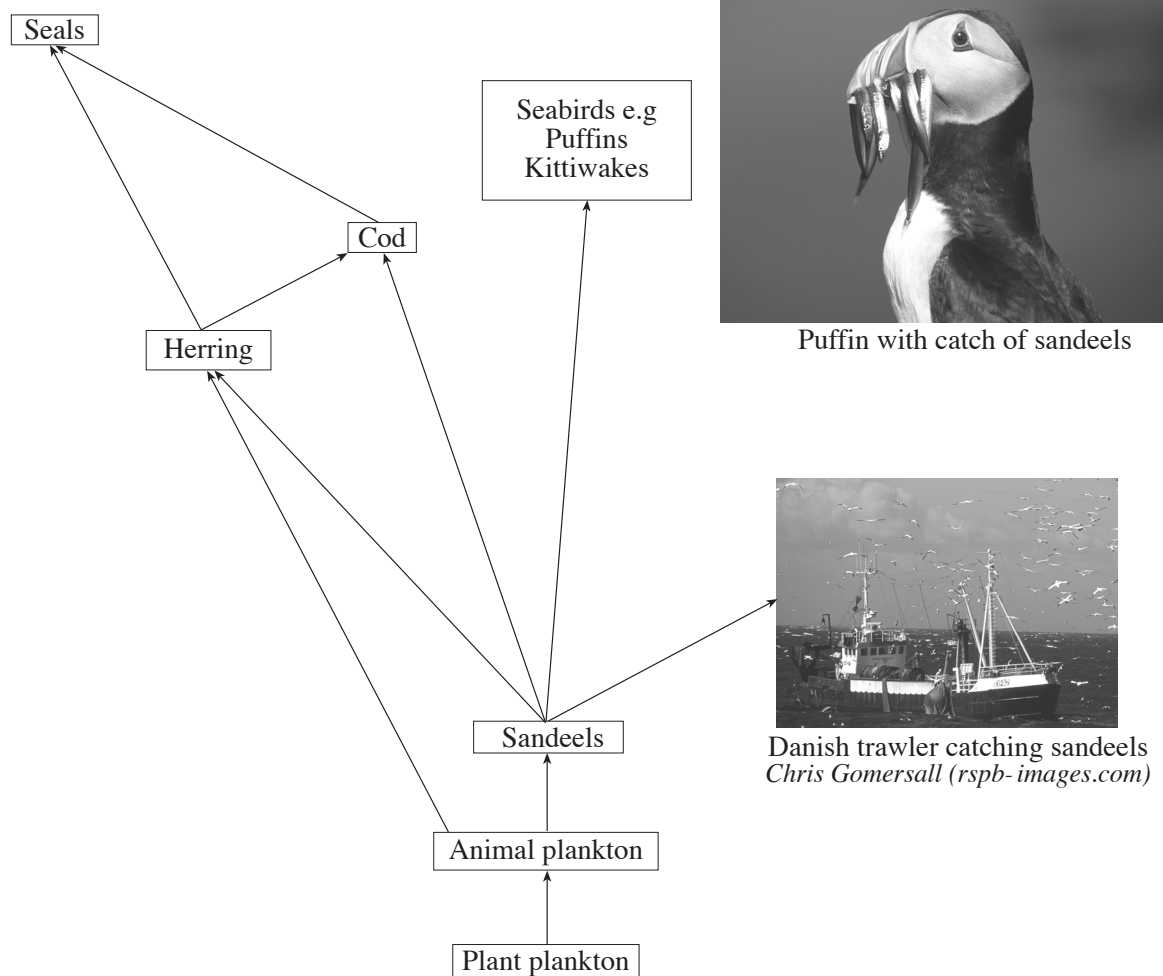 Seals
Seabirds e.g
Puffins
Kittiwakes
Cod
Puffin with catch of sandeels
Herring
Sandeels
Danish trawler catching sandeels
Chris Gomersall (rspb-images.com)
Animal plankton
Plant plankton